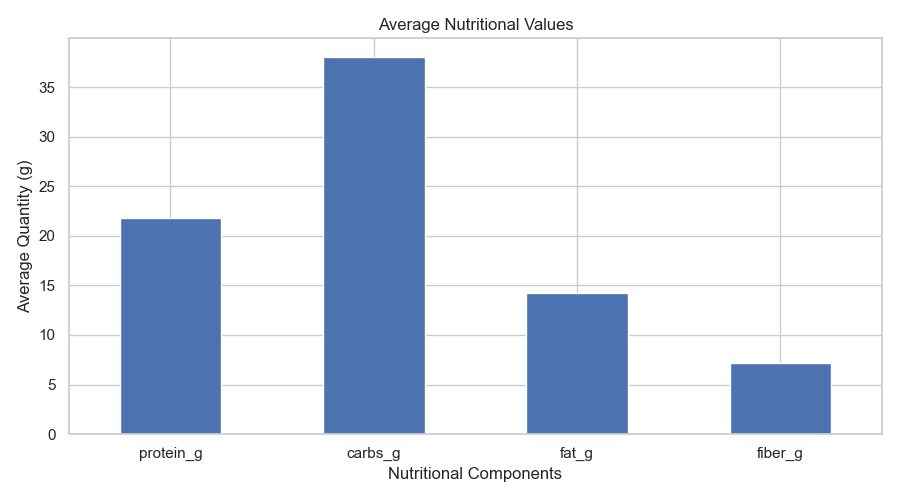 Average Nutritional Values
Average Quantity (g)
35
30
25
20
15
10
5
0
protein_g
carbs_g
fat_g
fiber_g
Nutritional Components